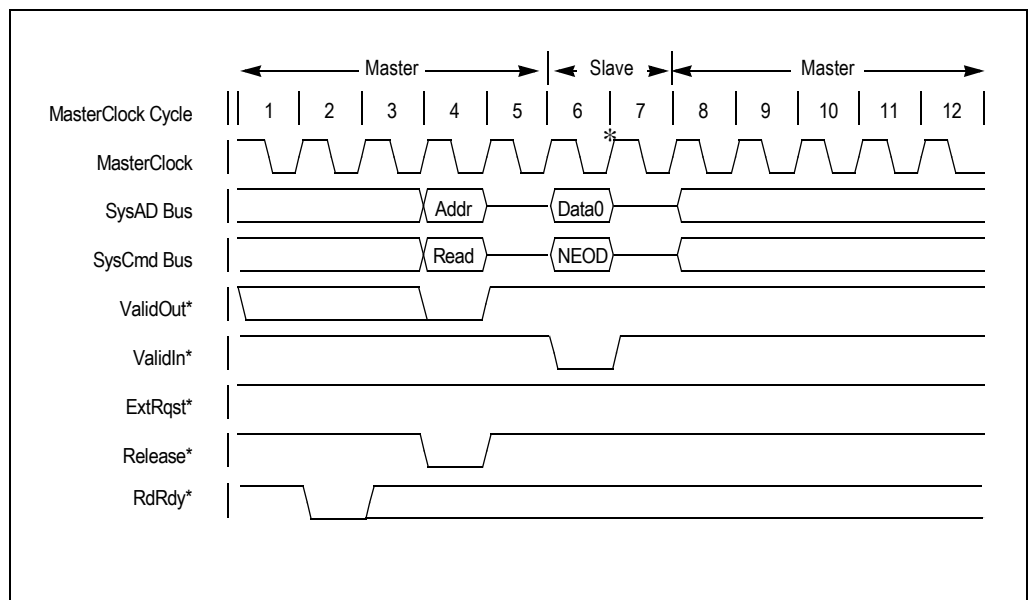 Master Slave Master
MasterClock Cycle 1 2 3 4 5 6 7 8 9 10 11 12
*
MasterClock
SysAD Bus Addr Data0
SysCmd Bus Read NEOD
ValidOut*
ValidIn*
ExtRqst*
Release*
RdRdy*